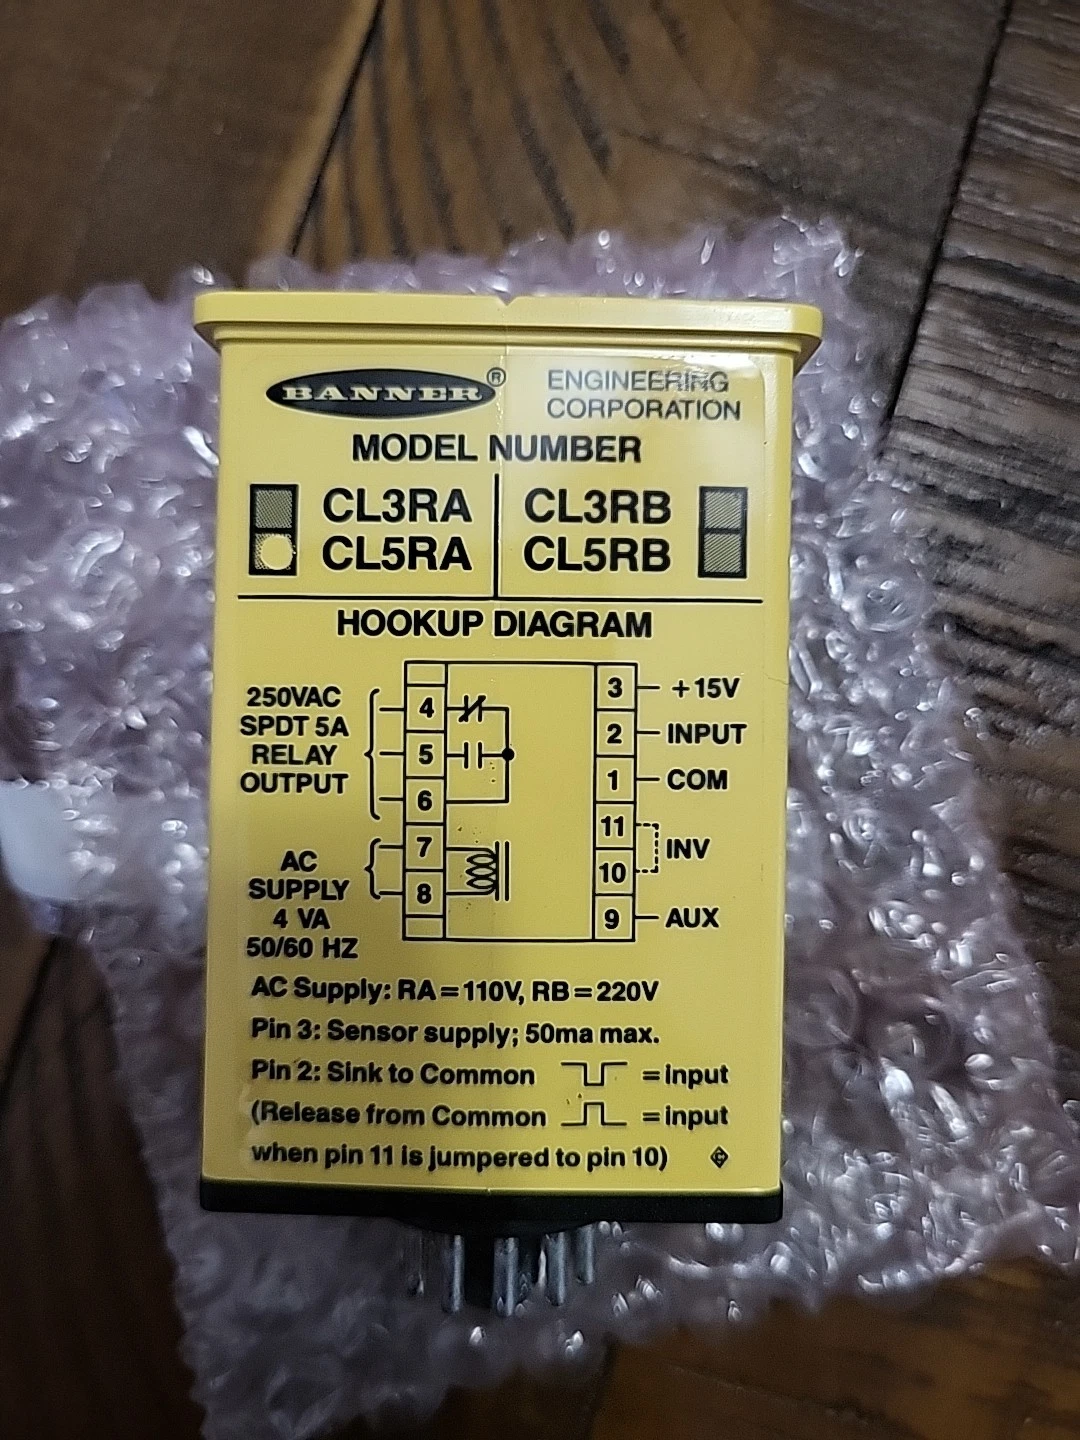 BANNER® ENGINEERING
CORPORATION
MODEL NUMBER
CL3RA CL3RB
CL5RA CL5RB
HOOKUP DIAGRAM
250VAC
SPDT 5A
RELAY
OUTPUT
4
5
6
AC
SUPPLY
4 VA
50/60 HZ
7
8
3 +15V
2 INPUT
1 COM
11
INV
10
9 AUX
AC Supply: RA=110V, RB=220V
Pin 3: Sensor supply; 50ma max.
Pin 2: Sink to Common =input
(Release from Common =input
when pin 11 is jumpered to pin 10)